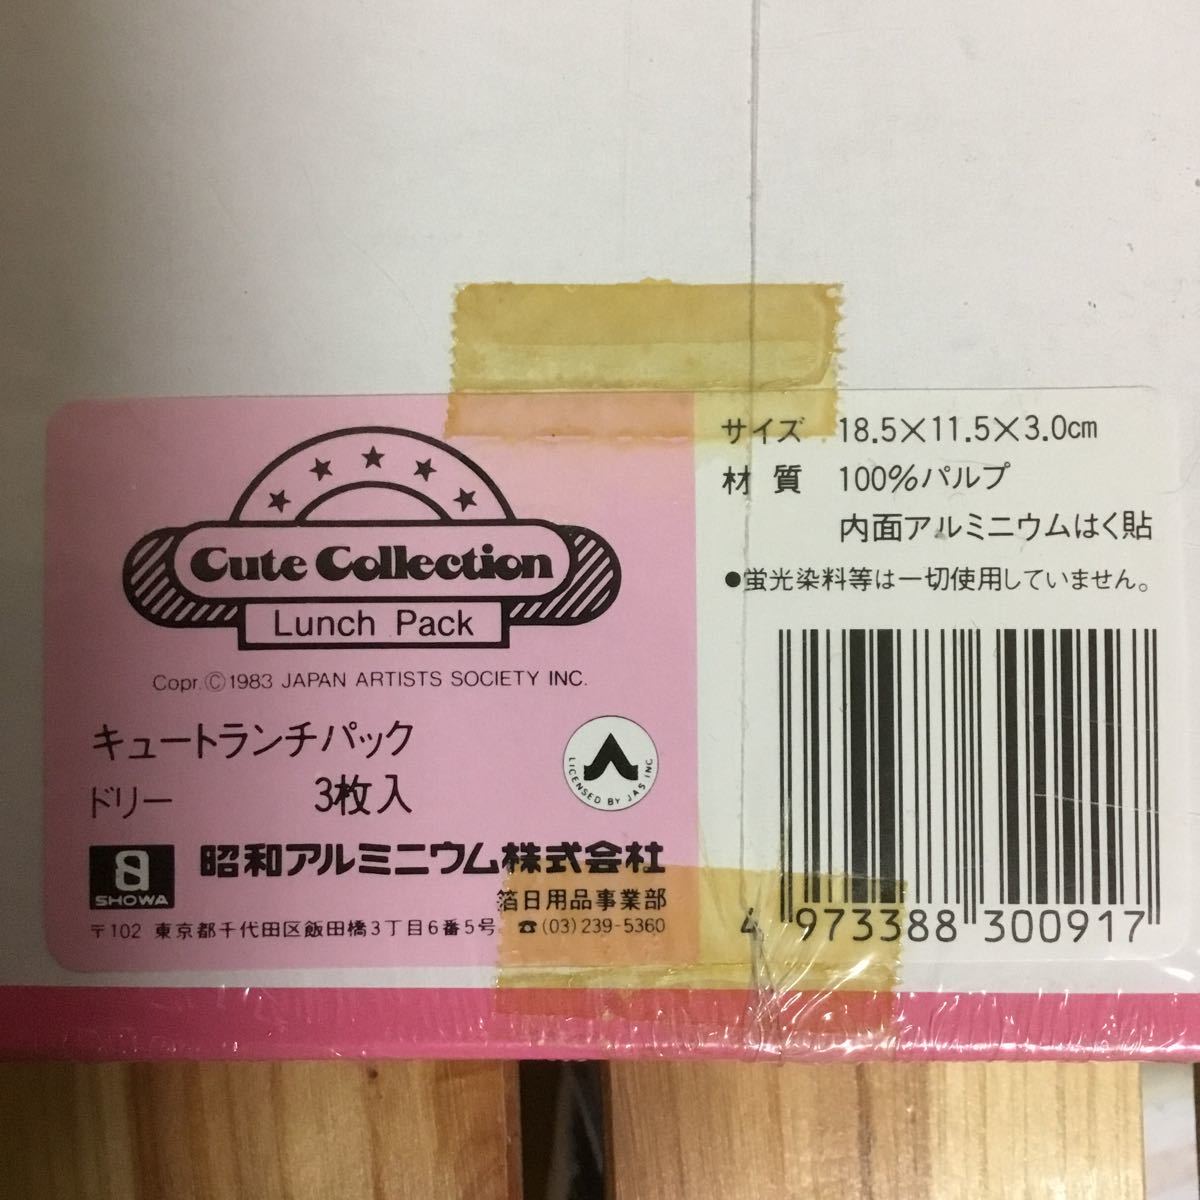 Cute Collection
Lunch Pack
Copr.©1983 JAPAN ARTISTS SOCIETY INC.
キュートランチパック
ドリー 3枚入
LICENSED BY JAS INC
SHOWA
昭和アルミニウム株式会社
箔日用品事業部
〒102 東京都千代田区飯田橋3丁目6番5号 ☎(03)239-5360
サイズ 18.5×11.5×3.0cm
材質 100%パルプ
内面アルミニウムはく貼
●蛍光染料等は一切使用していません。
4 973388 300917